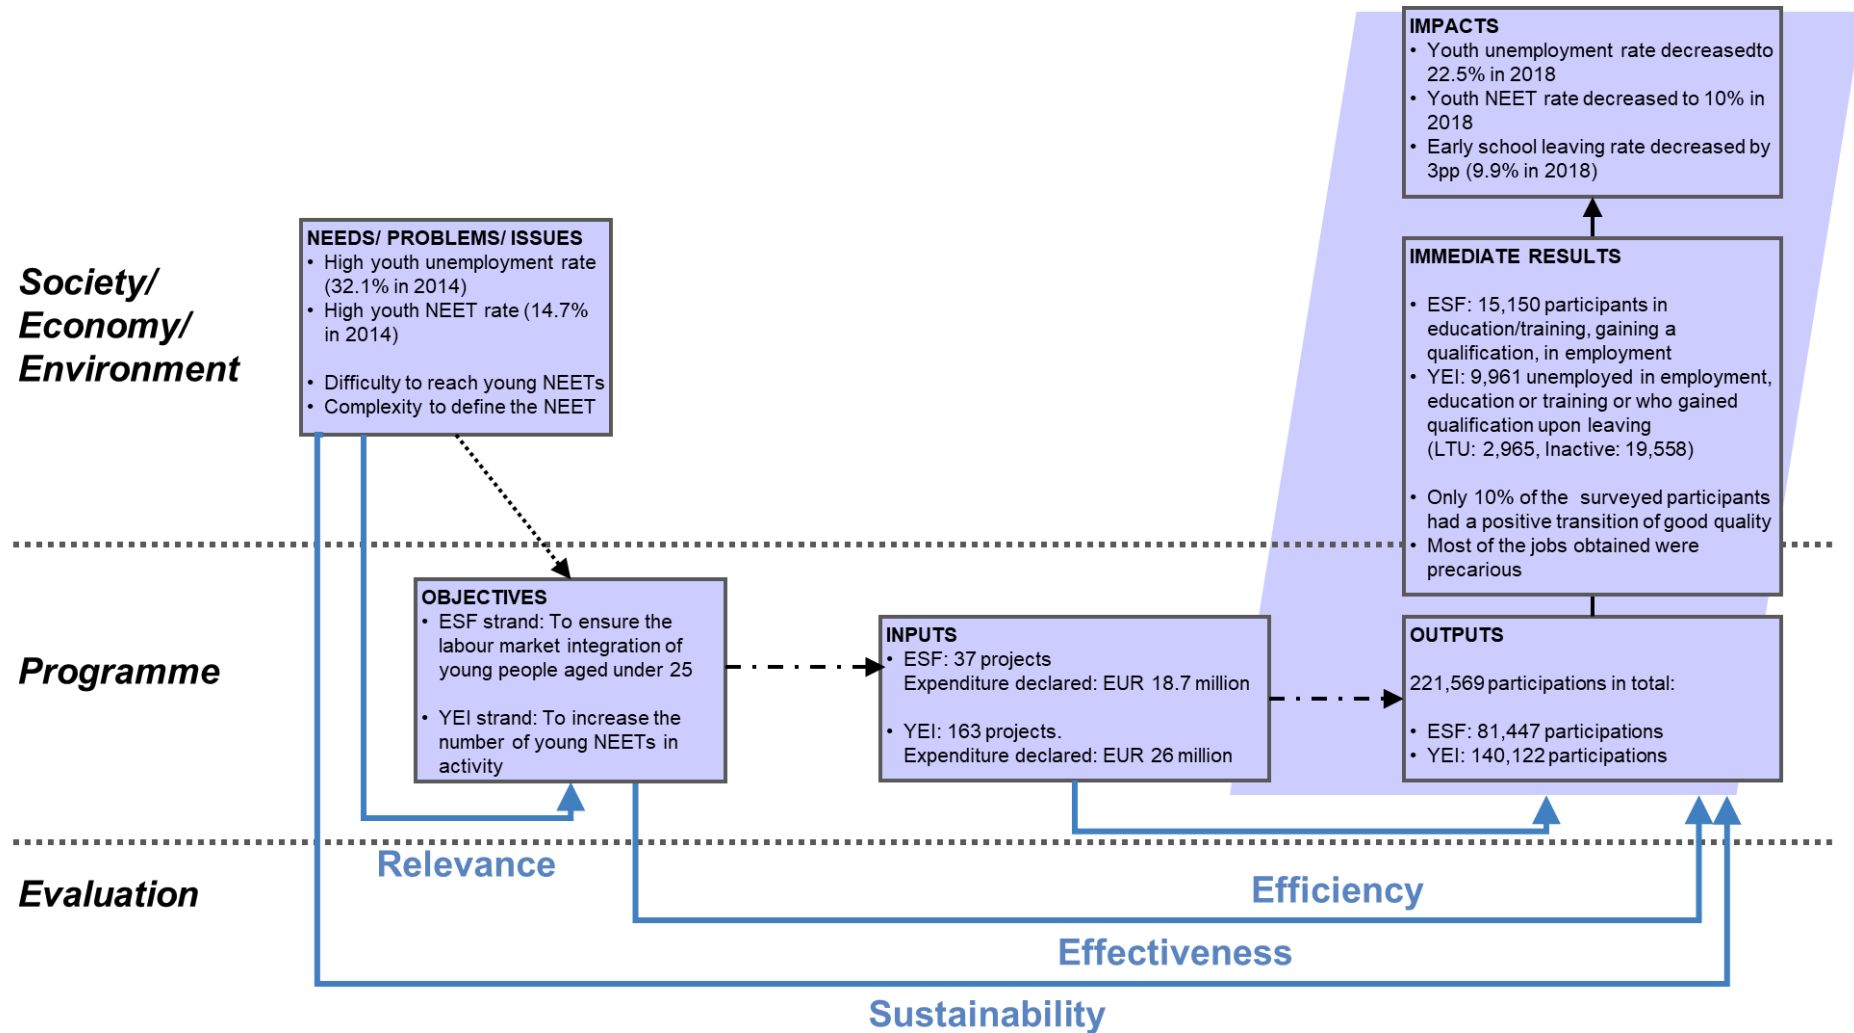 IMPACTS
• Youth unemployment rate decreasedto
22.5% in 2018
• Youth NEET rate decreased to 10% in
2018
• Early school leaving rate decreased by
3pp (9.9% in 2018)
Society/
Economy/
Environment
NEEDS/ PROBLEMS/ ISSUES
• High youth unemployment rate
(32.1% in 2014)
• High youth NEET rate (14.7%
in 2014)
• Difficulty to reach young NEETs
• Complexity to define the NEET
IMMEDIATE RESULTS
• ESF: 15,150 participants in
education/training, gaining a
qualification, in employment
• YEI: 9,961 unemployed in employment,
education or training or who gained
qualification upon leaving
(LTU: 2,965, Inactive: 19,558)
• Only 10% of the surveyed participants
had a positive transition of good quality
• Most of the jobs obtained were
precarious
Programme
OBJECTIVES
• ESF strand: To ensure the
labour market integration of
young people aged under 25
• YEI strand: To increase the
number of young NEETs in
activity
INPUTS
• ESF: 37 projects
Expenditure declared: EUR 18.7 million
• YEI: 163 projects.
Expenditure declared: EUR 26 million
OUTPUTS
221,569 participations in total:
• ESF: 81,447 participations
• YEI: 140,122 participations
Evaluation
Relevance
Efficiency
Effectiveness
Sustainability